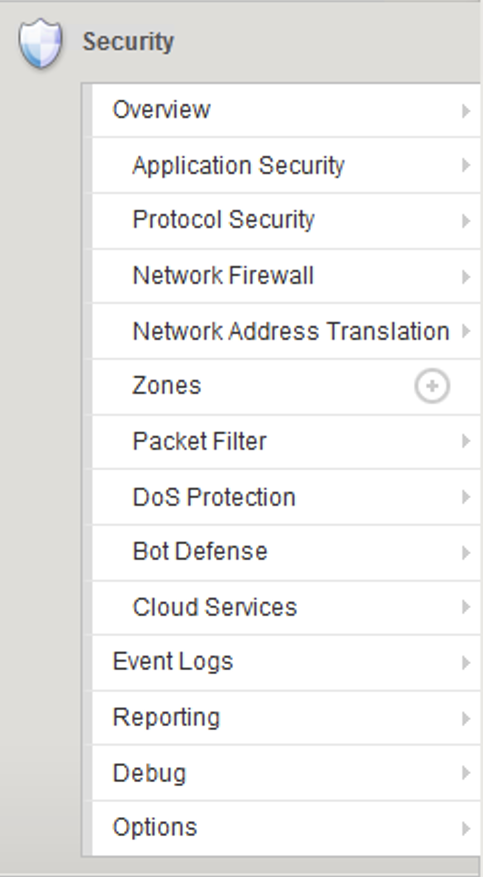 Security
Overview
Application Security
Protocol Security
Network Firewall
Network Address Translation
Zones
Packet Filter
DoS Protection
Bot Defense
Cloud Services
Event Logs
Reporting
Debug
Options